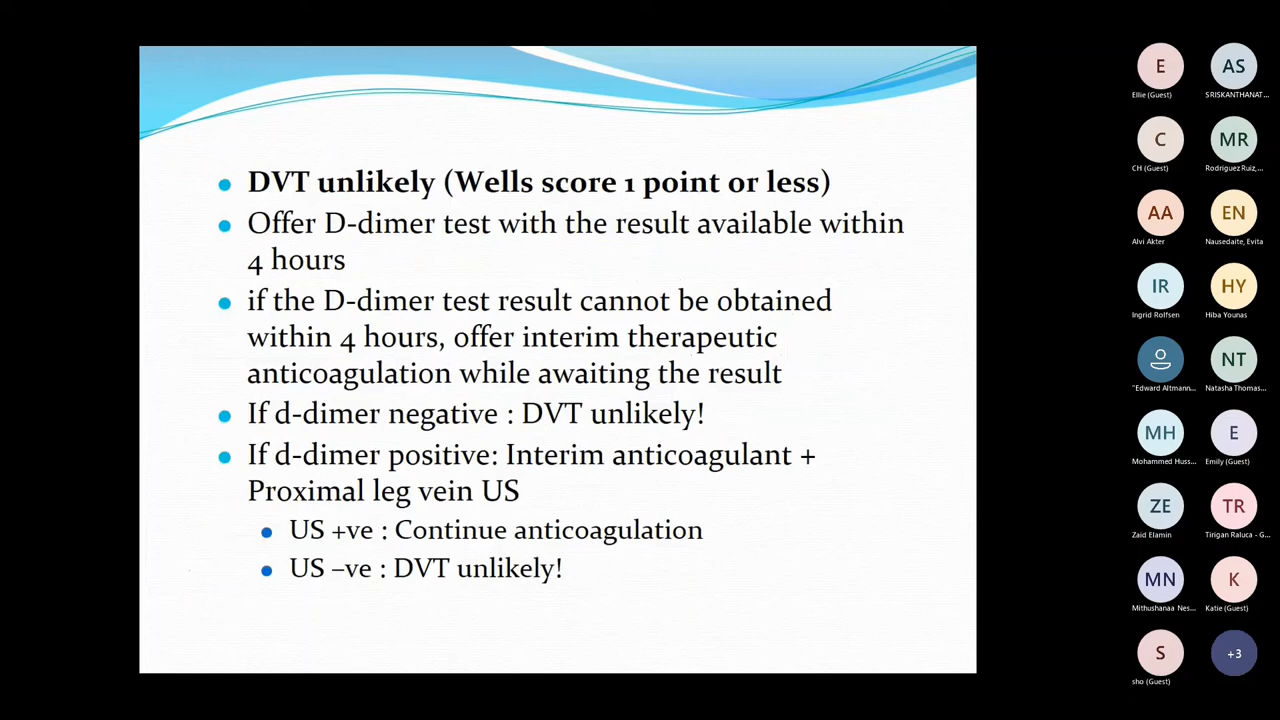 DVT unlikely (Wells score 1 point or less)
Offer D-dimer test with the result available within
4 hours
if the D-dimer test result cannot be obtained
within 4 hours, offer interim therapeutic
anticoagulation while awaiting the result
If d-dimer negative : DVT unlikely!
If d-dimer positive: Interim anticoagulant +
Proximal leg vein US
US +ve : Continue anticoagulation
US –ve : DVT unlikely!
E
AS
Ellie (Guest)
SRISKANTHANAT...
C
MR
CH (Guest)
Rodriguez Ruiz,...
AA
EN
Alvi Akter
Nausedaite, Evita
IR
HY
Ingrid Rolfsen
Hiba Younas
NT
"Edward Altmann...
Natasha Thomas...
MH
E
Mohammed Huss...
Emily (Guest)
ZE
TR
Zaid Elamin
Tirigan Raluca - G...
MN
K
Mithushanaa Nes...
Katie (Guest)
S
+3
sho (Guest)